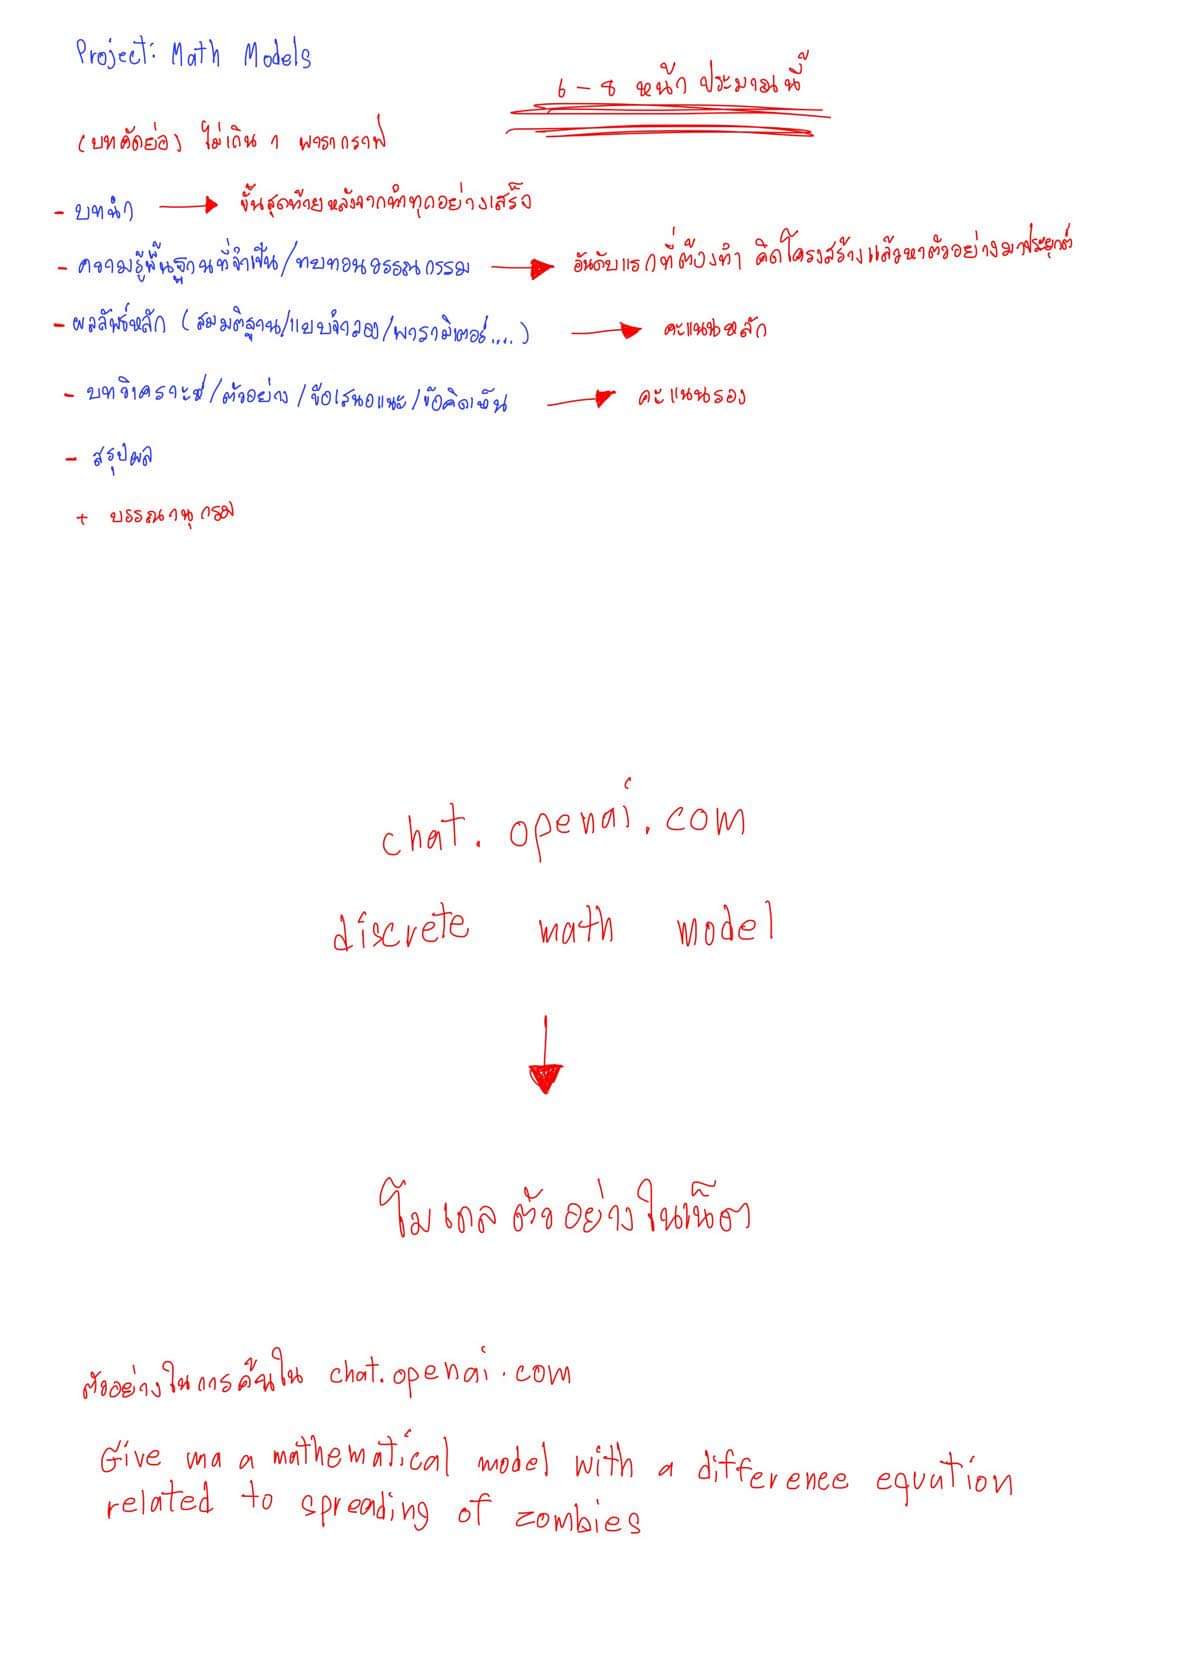 Project: Math Models
6 - 8 หน้า ประมาณนี้
(บทคัดย่อ) ไม่เกิน 1 พารากราฟ
- บทนำ → ขั้นสุดท้ายหลังจากทำทุกอย่างเสร็จ
- ความรู้พื้นฐานที่จำเป็น/ทบทวนวรรณกรรม → อันดับแรกที่ต้องทำ คิดโครงสร้างแล้วหาตัวอย่างมาประยุกต์
- ผลลัพธ์หลัก (สมมติฐาน/แบบจำลอง/พารามิเตอร์....) → คะแนนหลัก
- บทวิเคราะห์/ตัวอย่าง/ข้อเสนอแนะ/ข้อคิดเห็น → คะแนนรอง
- สรุปผล
+ บรรณานุกรม
chat.openai.com
discrete math model
↓
โมเดลตัวอย่างในเน็ต
ตัวอย่างในการค้นใน chat.openai.com
Give ma a mathematical model with a difference equation
related to spreading of zombies